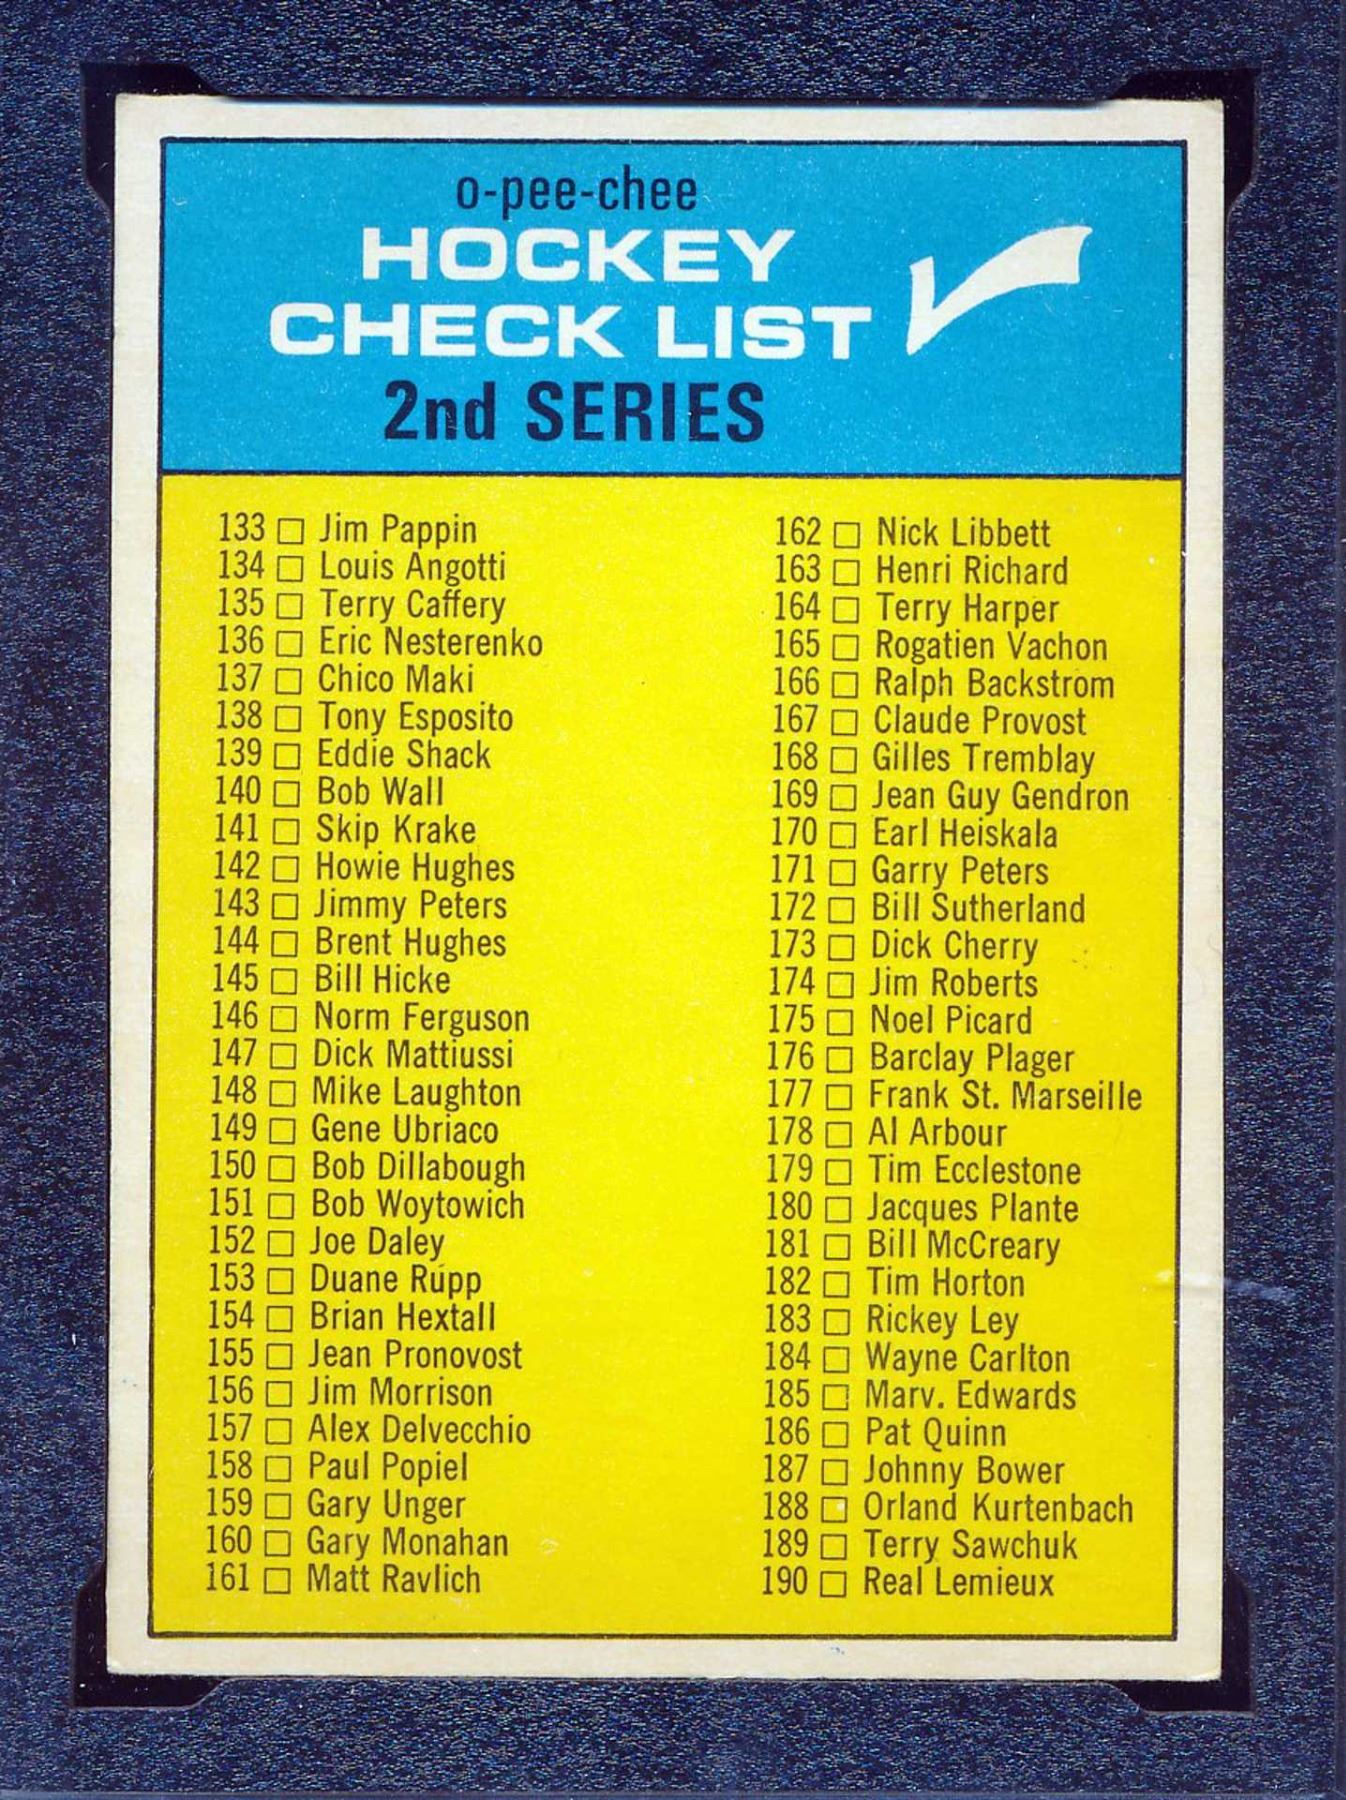 o-pee-chee
HOCKEY
CHECK LIST
2nd SERIES
133 □ Jim Pappin
134 □ Louis Angotti
135 □ Terry Caffery
136 □ Eric Nesterenko
137 □ Chico Maki
138 □ Tony Esposito
139 □ Eddie Shack
140 □ Bob Wall
141 □ Skip Krake
142 □ Howie Hughes
143 □ Jimmy Peters
144 □ Brent Hughes
145 □ Bill Hicke
146 □ Norm Ferguson
147 □ Dick Mattiussi
148 □ Mike Laughton
149 □ Gene Ubriaco
150 □ Bob Dillabough
151 □ Bob Woytowich
152 □ Joe Daley
153 □ Duane Rupp
154 □ Brian Hextall
155 □ Jean Pronovost
156 □ Jim Morrison
157 □ Alex Delvecchio
158 □ Paul Popiel
159 □ Gary Unger
160 □ Gary Monahan
161 □ Matt Ravlich
162 □ Nick Libbett
163 □ Henri Richard
164 □ Terry Harper
165 □ Rogatien Vachon
166 □ Ralph Backstrom
167 □ Claude Provost
168 □ Gilles Tremblay
169 □ Jean Guy Gendron
170 □ Earl Heiskala
171 □ Garry Peters
172 □ Bill Sutherland
173 □ Dick Cherry
174 □ Jim Roberts
175 □ Noel Picard
176 □ Barclay Plager
177 □ Frank St. Marseille
178 □ Al Arbour
179 □ Tim Ecclestone
180 □ Jacques Plante
181 □ Bill McCreary
182 □ Tim Horton
183 □ Rickey Ley
184 □ Wayne Carlton
185 □ Marv. Edwards
186 □ Pat Quinn
187 □ Johnny Bower
188 □ Orland Kurtenbach
189 □ Terry Sawchuk
190 □ Real Lemieux